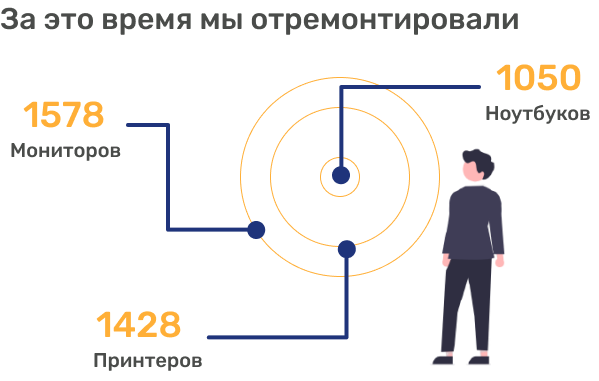 За это время мы отремонтировали
1050
Ноутбуков
1578
Мониторов
1428
Принтеров